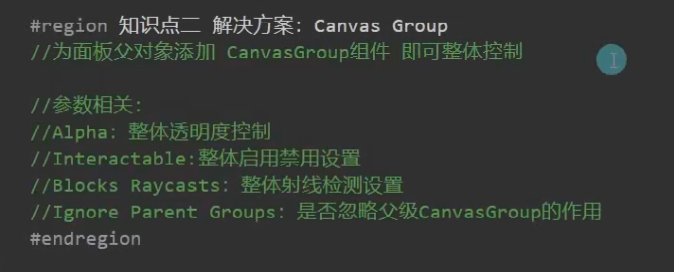 #region 知识点二 解决方案: Canvas Group
//为面板父对象添加 CanvasGroup组件 即可整体控制
//参数相关:
//Alpha: 整体透明度控制
//Interactable:整体启用禁用设置
//Blocks Raycasts: 整体射线检测设置
//Ignore Parent Groups: 是否忽略父级CanvasGroup的作用
#endregion